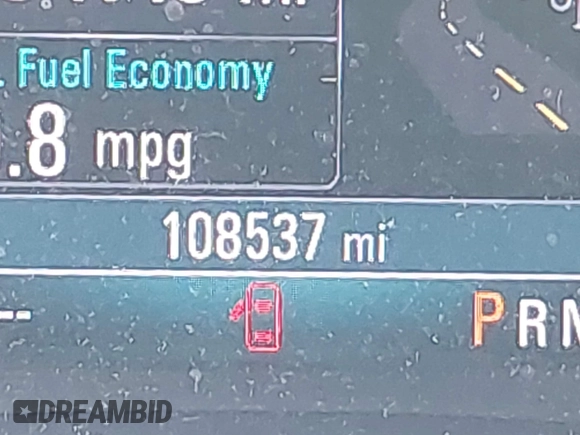 Fuel Economy
.8 mpg
108537 mi
--
P R N
DREAMBID